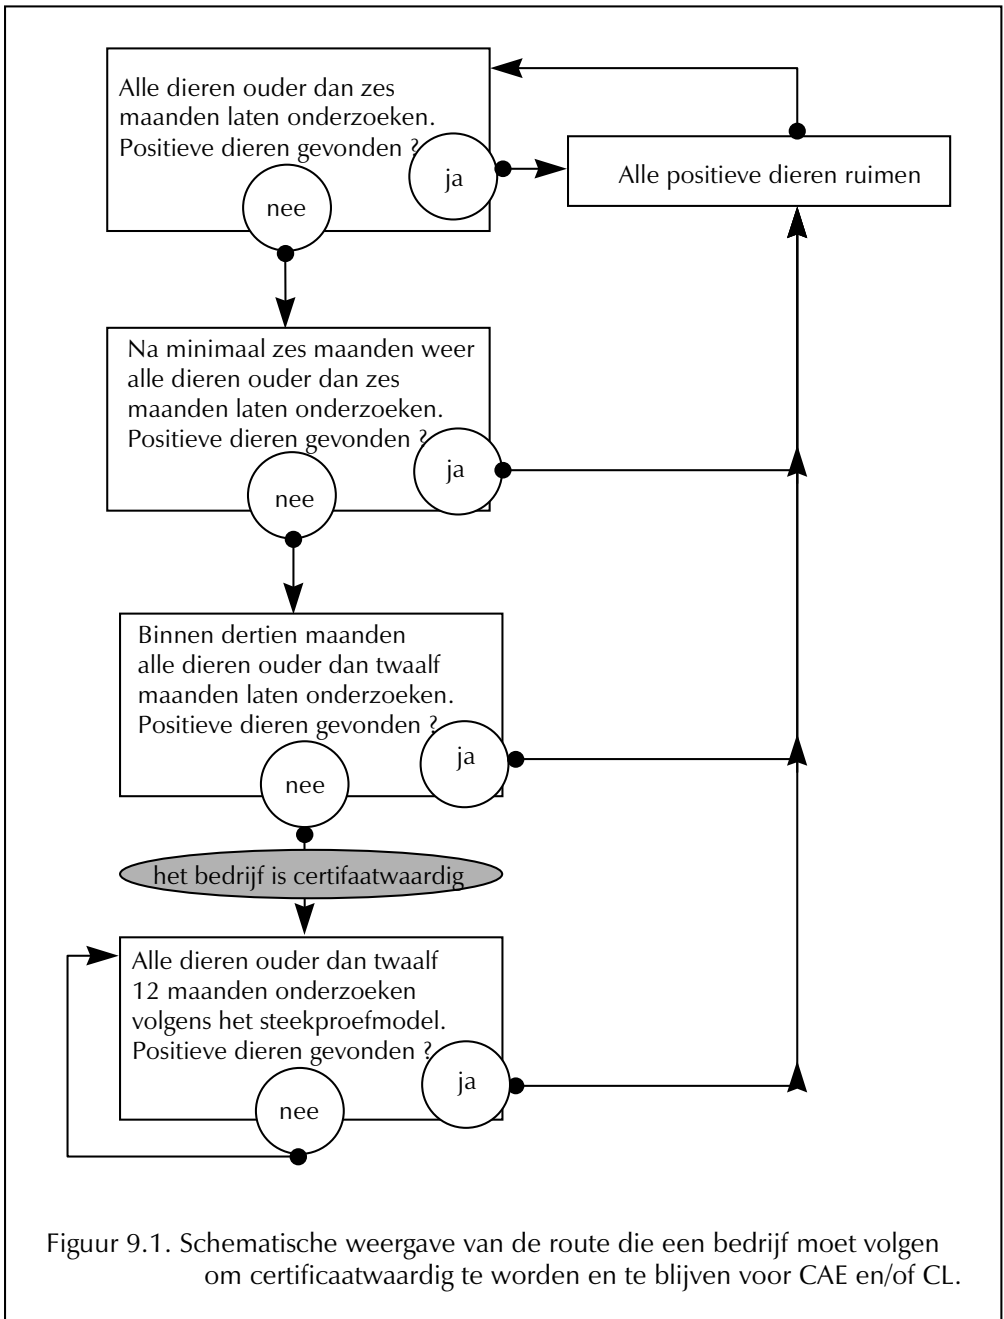 Alle dieren ouder dan zes
maanden laten onderzoeken.
Positieve dieren gevonden ?
ja
nee
Alle positieve dieren ruimen
Na minimaal zes maanden weer
alle dieren ouder dan zes
maanden laten onderzoeken.
Positieve dieren gevonden ?
ja
nee
Binnen dertien maanden
alle dieren ouder dan twaalf
maanden laten onderzoeken.
Positieve dieren gevonden ?
ja
nee
het bedrijf is certifaatwaardig
Alle dieren ouder dan twaalf
12 maanden onderzoeken
volgens het steekproefmodel.
Positieve dieren gevonden ?
ja
nee
Figuur 9.1. Schematische weergave van de route die een bedrijf moet volgen
om certificaatwaardig te worden en te blijven voor CAE en/of CL.